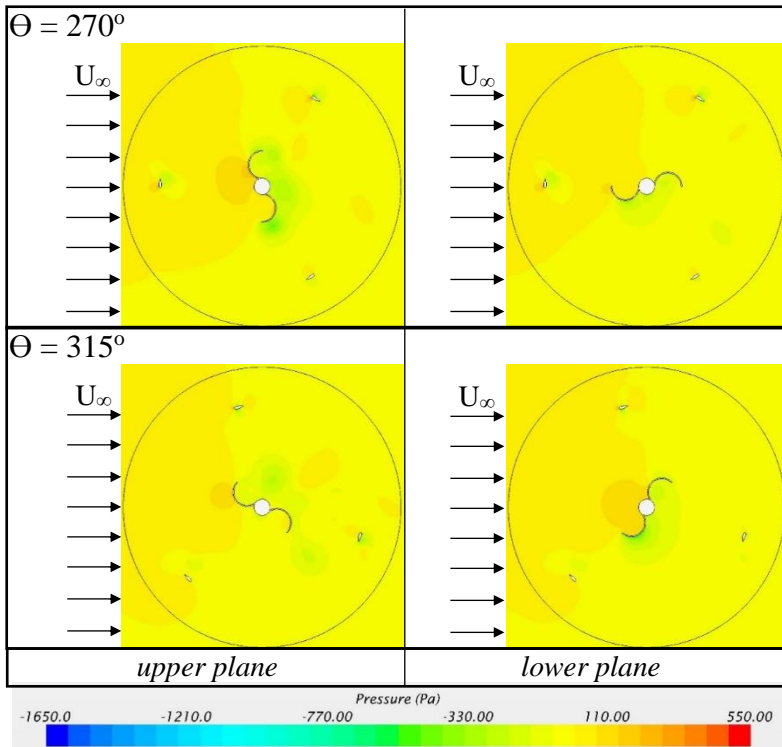 Ө = 270º
U∞ U∞
Ө = 315º
U∞ U∞
upper plane lower plane
Pressure (Pa)
-1650.0 -1210.0 -770.00 -330.00 110.00 550.00